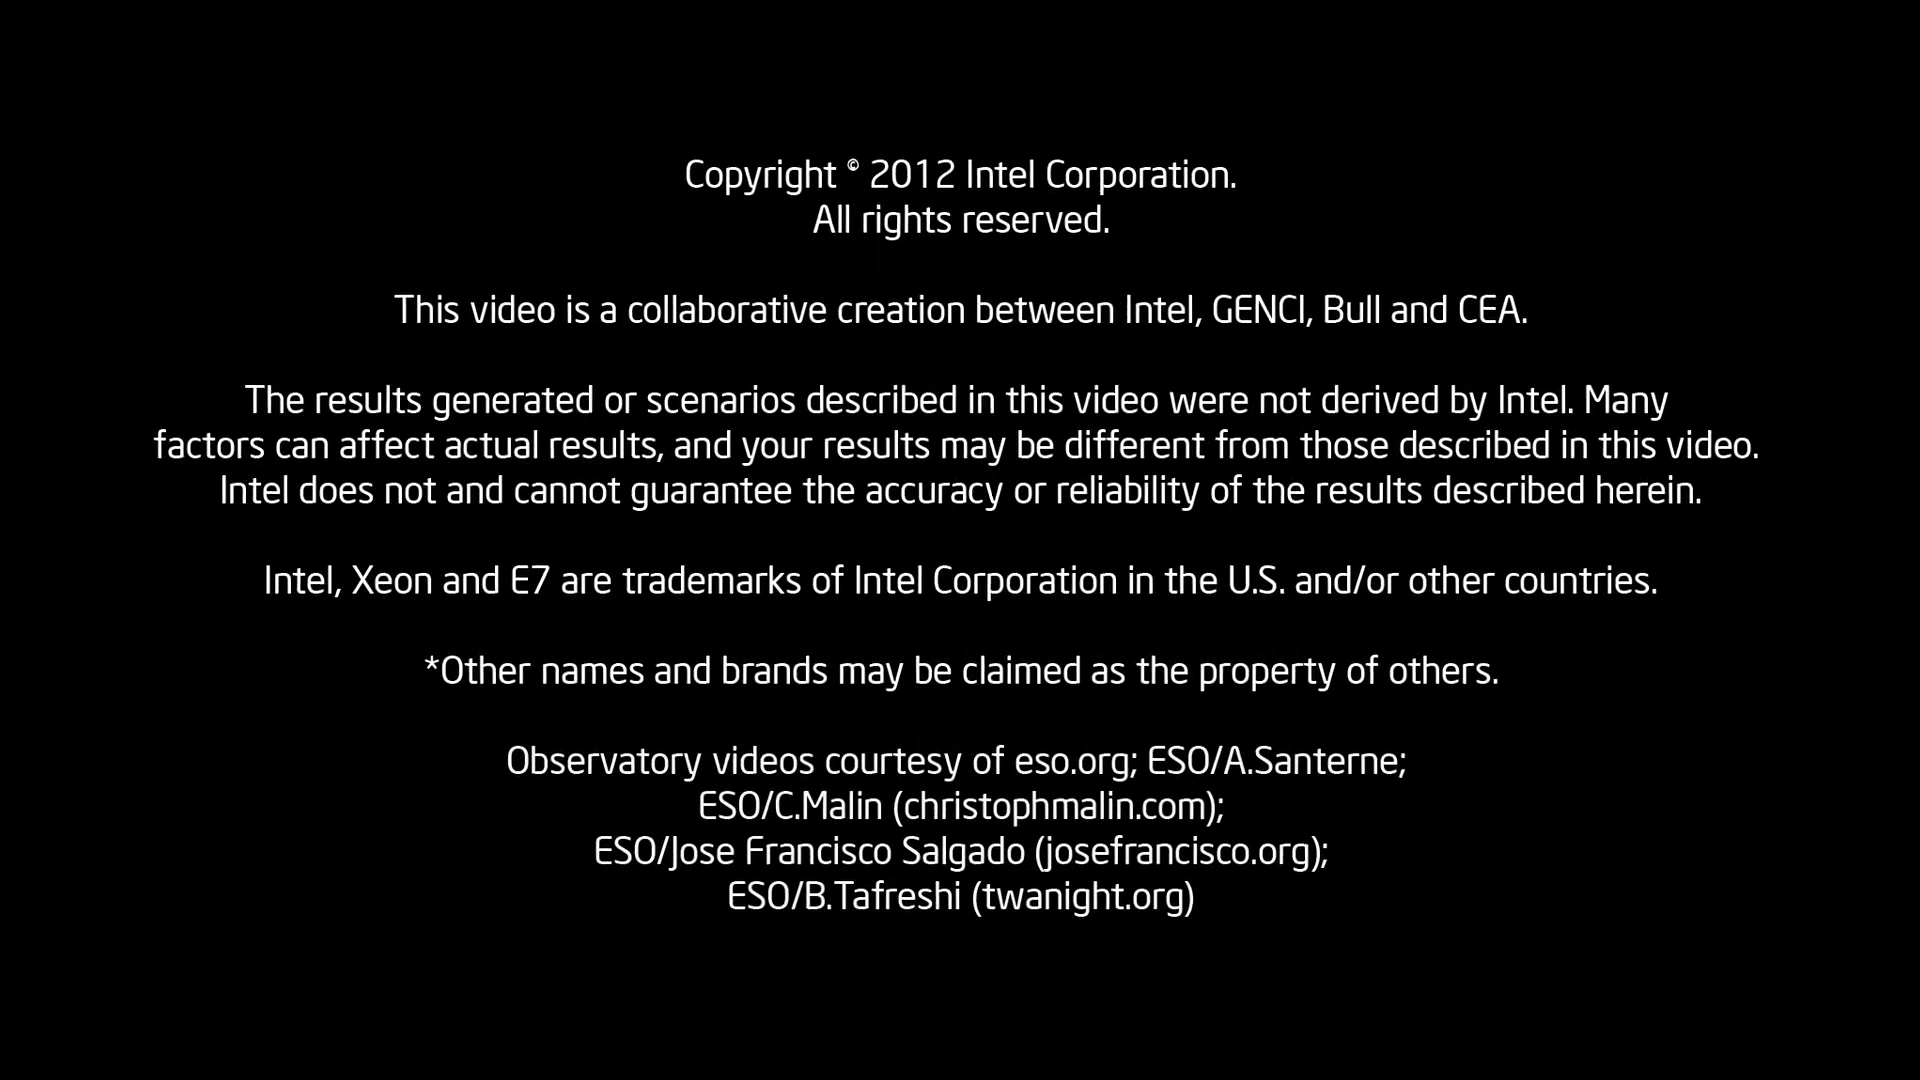 Copyright © 2012 Intel Corporation.
All rights reserved.
This video is a collaborative creation between Intel, GENCI, Bull and CEA.
The results generated or scenarios described in this video were not derived by Intel. Many
factors can affect actual results, and your results may be different from those described in this video.
Intel does not and cannot guarantee the accuracy or reliability of the results described herein.
Intel, Xeon and E7 are trademarks of Intel Corporation in the U.S. and/or other countries.
*Other names and brands may be claimed as the property of others.
Observatory videos courtesy of eso.org; ESO/A.Santerne;
ESO/C.Malin (christophmalin.com);
ESO/Jose Francisco Salgado (josefrancisco.org);
ESO/B.Tafreshi (twanight.org)